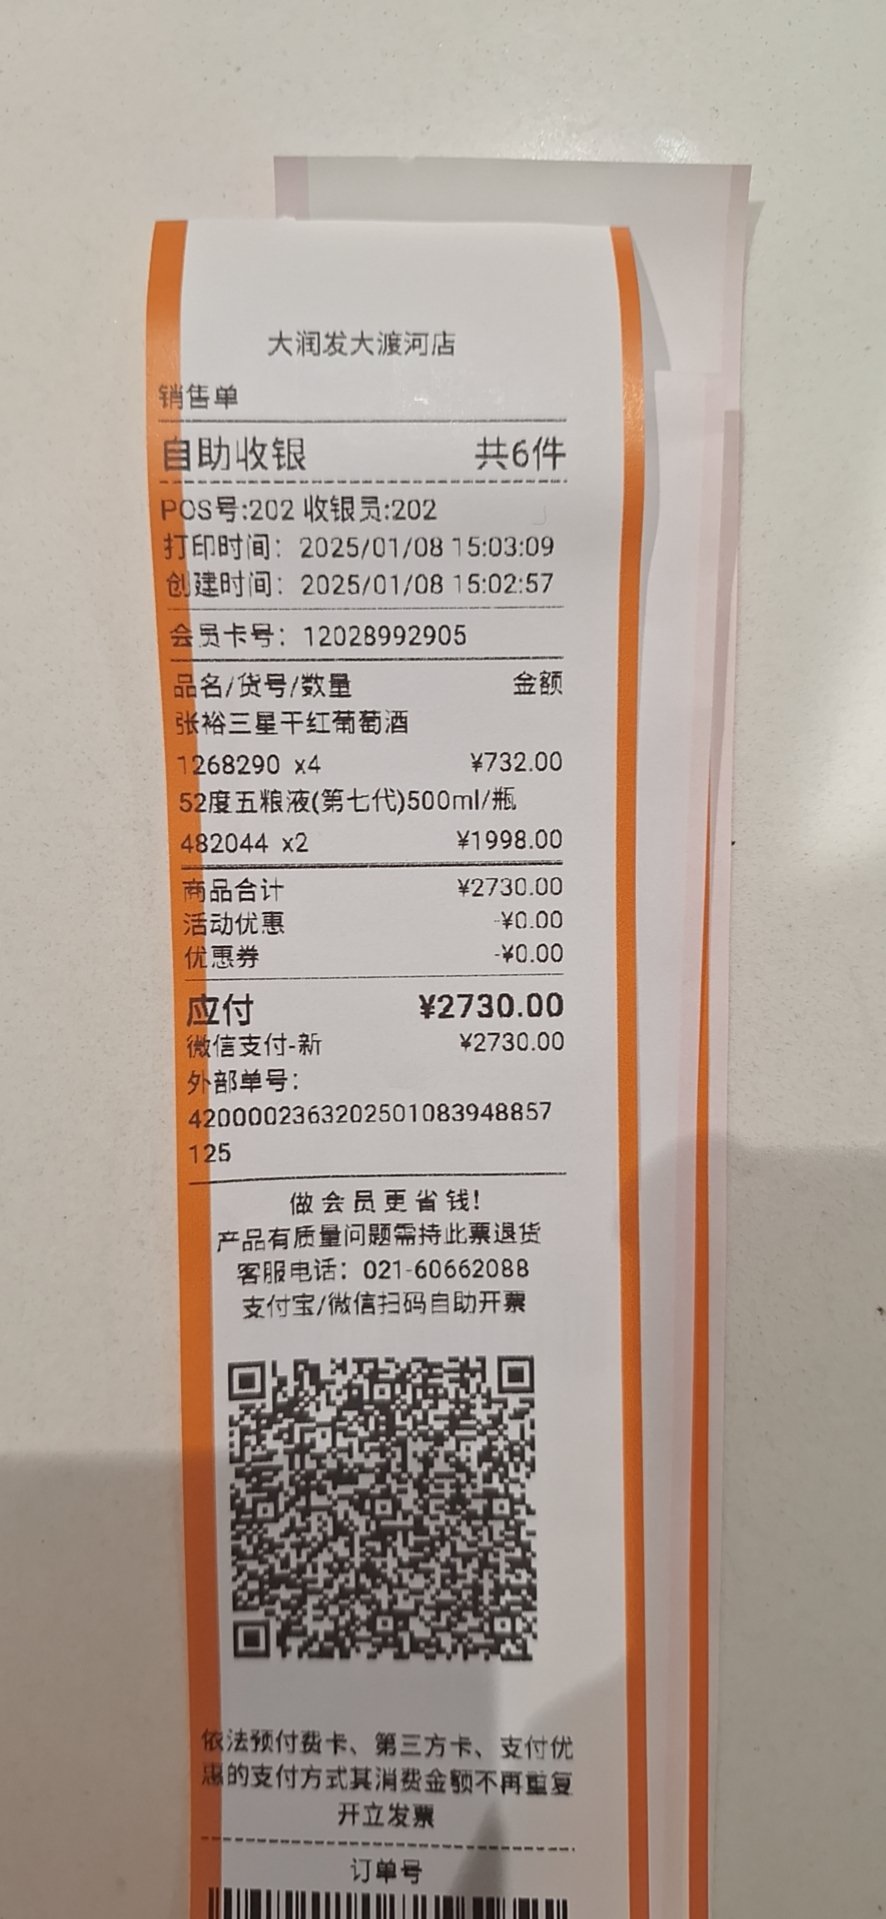 大润发大渡河店
销售单
自助收银 共6件
POS号:202 收银员:202
打印时间： 2025/01/08 15:03:09
创建时间： 2025/01/08 15:02:57
会员卡号： 12028992905
品名/货号/数量 金额
张裕三星干红葡萄酒
1268290 x4 ¥732.00
52度五粮液(第七代)500ml/瓶
482044 x2 ¥1998.00
商品合计 ¥2730.00
活动优惠 -¥0.00
优惠券 -¥0.00
应付 ¥2730.00
微信支付-新 ¥2730.00
外部单号：
4200002363202501083948857
125
做会员更省钱!
产品有质量问题需持此票退货
客服电话：021-60662088
支付宝/微信扫码自助开票
依法预付费卡、第三方卡、支付优
惠的支付方式其消费金额不再重复
开立发票
订单号